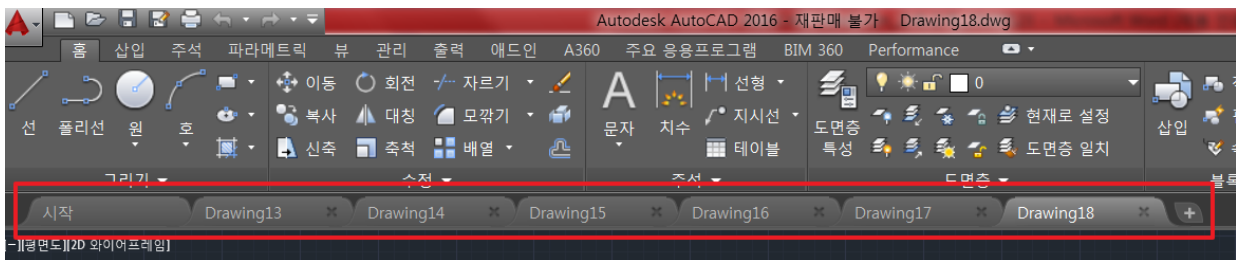 Autodesk AutoCAD 2016 - 재판매 불가 Drawing18.dwg
홈 삽입 주석 파라메트릭 뷰 관리 출력 애드인 A360 주요 응용프로그램 BIM 360 Performance
이동 회전 자르기 선형 0
선 폴리선 원 호 복사 대칭 모깎기 문자 치수 지시선 도면층 특성 현재로 설정 삽입
신축 축척 배열 테이블 도면층 일치
그리기 수정 주석 도면층
시작 Drawing13 Drawing14 Drawing15 Drawing16 Drawing17 Drawing18
[-][평면도][2D 와이어프레임]